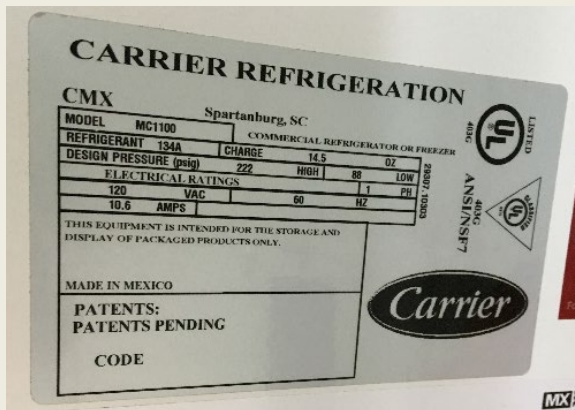 CARRIER REFRIGERATION
CMX
Spartanburg, SC
MODEL MC1100
COMMERCIAL REFRIGERATOR OR FREEZER
REFRIGERANT 134A CHARGE 14.5 OZ
DESIGN PRESSURE (psig) 222 HIGH 88 LOW
ELECTRICAL RATINGS 1 PH
120 VAC 60 HZ
10.6 AMPS
29307.10303
THIS EQUIPMENT IS INTENDED FOR THE STORAGE AND
DISPLAY OF PACKAGED PRODUCTS ONLY.
MADE IN MEXICO
PATENTS:
PATENTS PENDING
CODE
403G
UL
LISTED
403G
ANSI/NSF7
CLASSIFIED
UL
Carrier
MX